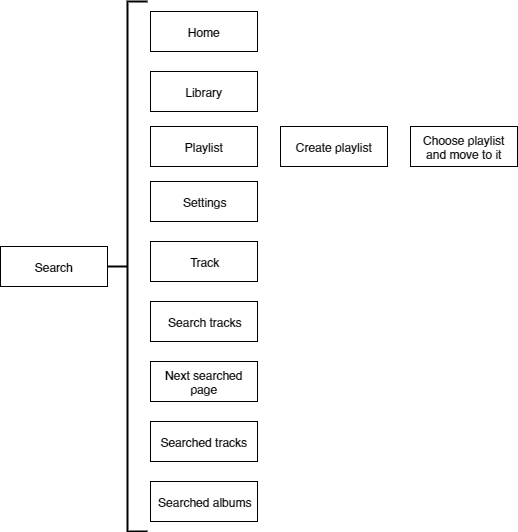 Home
Library
Playlist
Create playlist
Choose playlist
and move to it
Settings
Search
Track
Search tracks
Next searched
page
Searched tracks
Searched albums